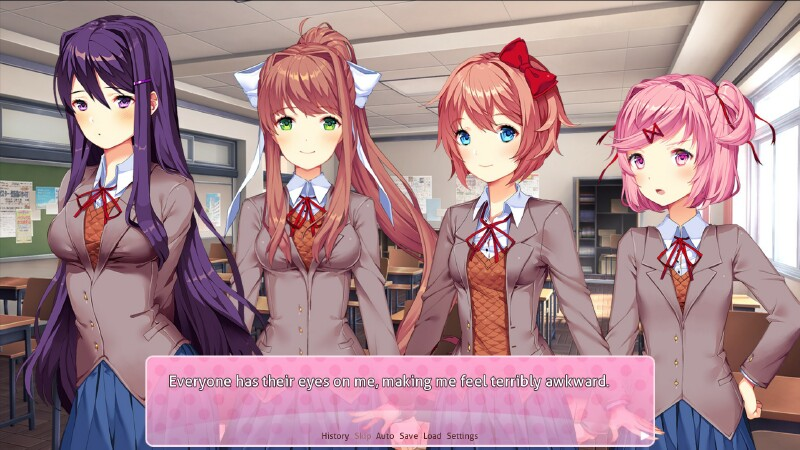 Everyone has their eyes on me, making me feel terribly awkward.
History Skip Auto Save Load Settings